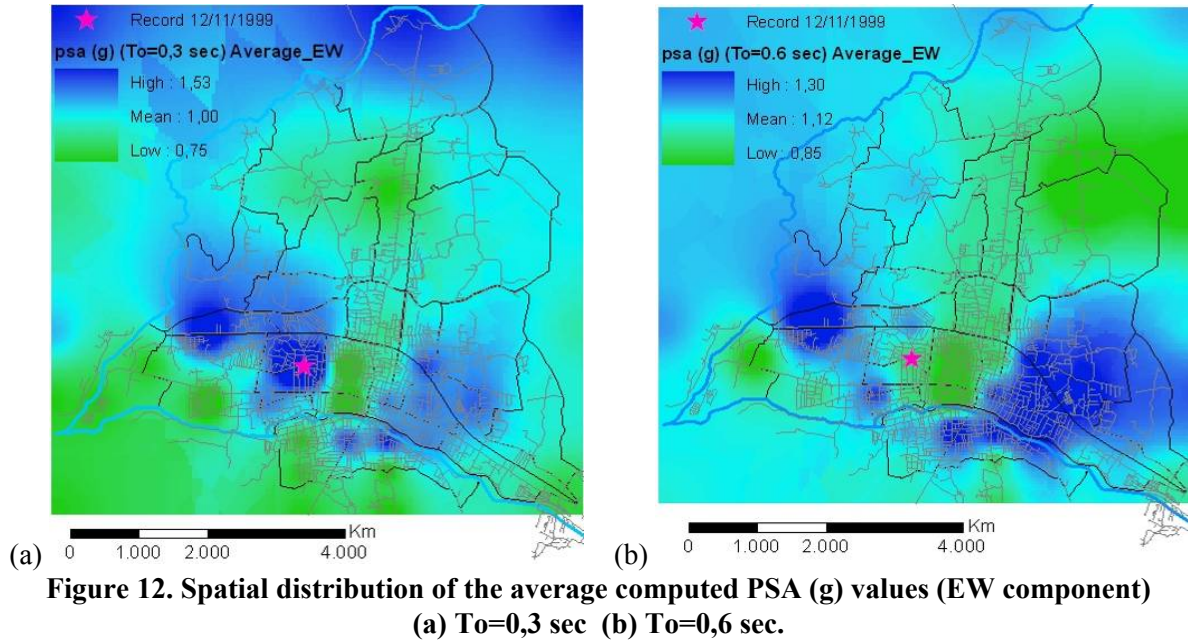 Record 12/11/1999
psa (g) (To=0,3 sec) Average_EW
High : 1,53
Mean : 1,00
Low : 0,75
Km
0 1.000 2.000 4.000
(a)
Record 12/11/1999
psa (g) (To=0.6 sec) Average_EW
High : 1,30
Mean : 1,12
Low : 0,85
Km
0 1.000 2.000 4.000
(b)
Figure 12. Spatial distribution of the average computed PSA (g) values (EW component)
(a) To=0,3 sec (b) To=0,6 sec.